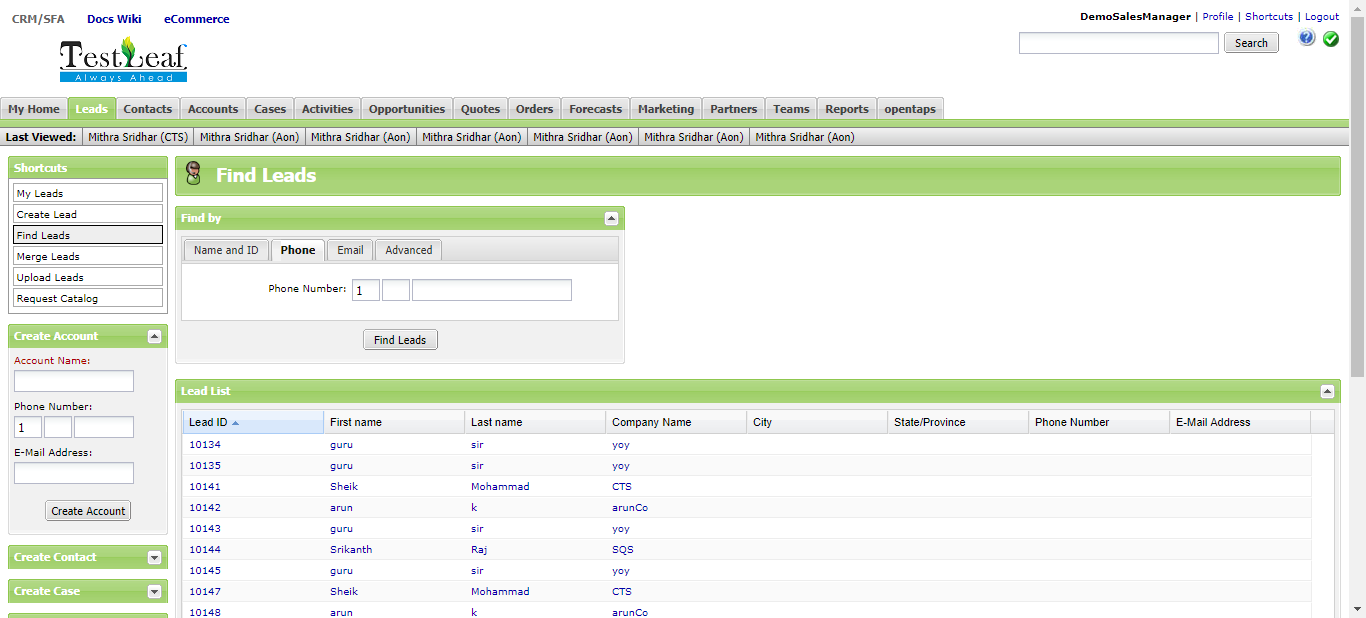 CRM/SFA Docs Wiki eCommerce
DemoSalesManager | Profile | Shortcuts | Logout
Search
TestLeaf
Always Ahead
My Home Leads Contacts Accounts Cases Activities Opportunities Quotes Orders Forecasts Marketing Partners Teams Reports opentaps
Last Viewed: Mithra Sridhar (CTS) Mithra Sridhar (Aon) Mithra Sridhar (Aon) Mithra Sridhar (Aon) Mithra Sridhar (Aon) Mithra Sridhar (Aon) Mithra Sridhar (Aon)
Shortcuts
My Leads
Create Lead
Find Leads
Merge Leads
Upload Leads
Request Catalog
Create Account
Account Name:
Phone Number:
1
E-Mail Address:
Create Account
Create Contact
Create Case
Find Leads
Find by
Name and ID Phone Email Advanced
Phone Number: 1
Find Leads
Lead List
Lead ID First name Last name Company Name City State/Province Phone Number E-Mail Address
10134 guru sir yoy
10135 guru sir yoy
10141 Sheik Mohammad CTS
10142 arun k arunCo
10143 guru sir yoy
10144 Srikanth Raj SQS
10145 guru sir yoy
10147 Sheik Mohammad CTS
10148 arun k arunCo